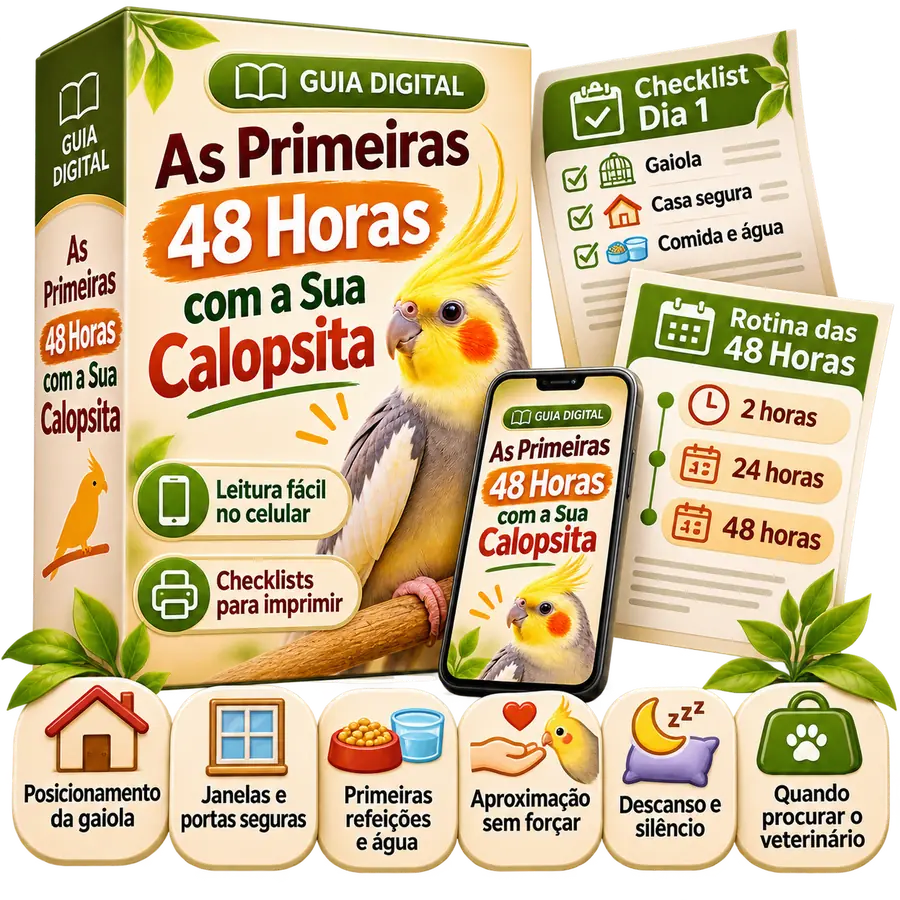 GUIA DIGITAL
As Primeiras
48 Horas
com a Sua
Calopsita
Leitura fácil
no celular
Checklists
para imprimir
GUIA
DIGITAL
As
Primeiras
48 Horas
com a Sua
Calopsita
Checklist
Dia 1
Gaiola
Casa segura
Comida e água
Rotina das
48 Horas
2 horas
24 horas
48 horas
GUIA DIGITAL
As Primeiras
48 Horas
com a Sua
Calopsita
Posicionamento
da gaiola
Janelas e
portas seguras
Primeiras
refeições
e água
Aproximação
sem forçar
zzz
Descanso e
silêncio
Quando
procurar o
veterinário